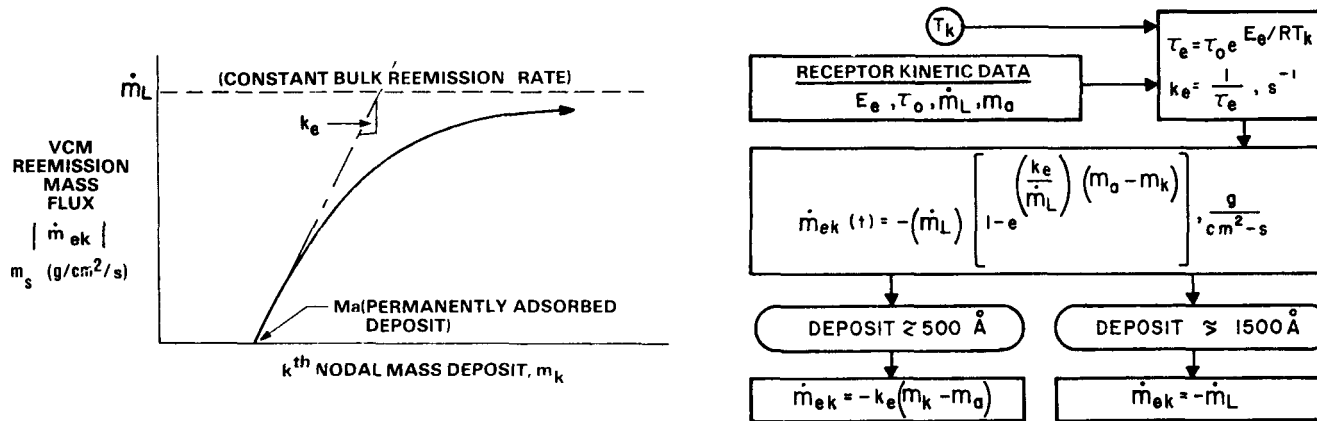 ṁL
(CONSTANT BULK REEMISSION RATE)
ke
VCM
REEMISSION
MASS
FLUX
| ṁek |
ms (g/cm²/s)
Ma(PERMANENTLY ADSORBED
DEPOSIT)
kth NODAL MASS DEPOSIT, mk
Tk
RECEPTOR KINETIC DATA
Ee , τo , ṁL , ma
τe = τo e^Ee/RTk
ke = 1/τe , s⁻¹
ṁek (t) = -(ṁL) [1-e^(ke/ṁL)(ma-mk)] , g/cm²-s
DEPOSIT ≳ 500 Å
DEPOSIT ≳ 1500 Å
ṁek = -ke(mk-ma)
ṁek = -ṁL